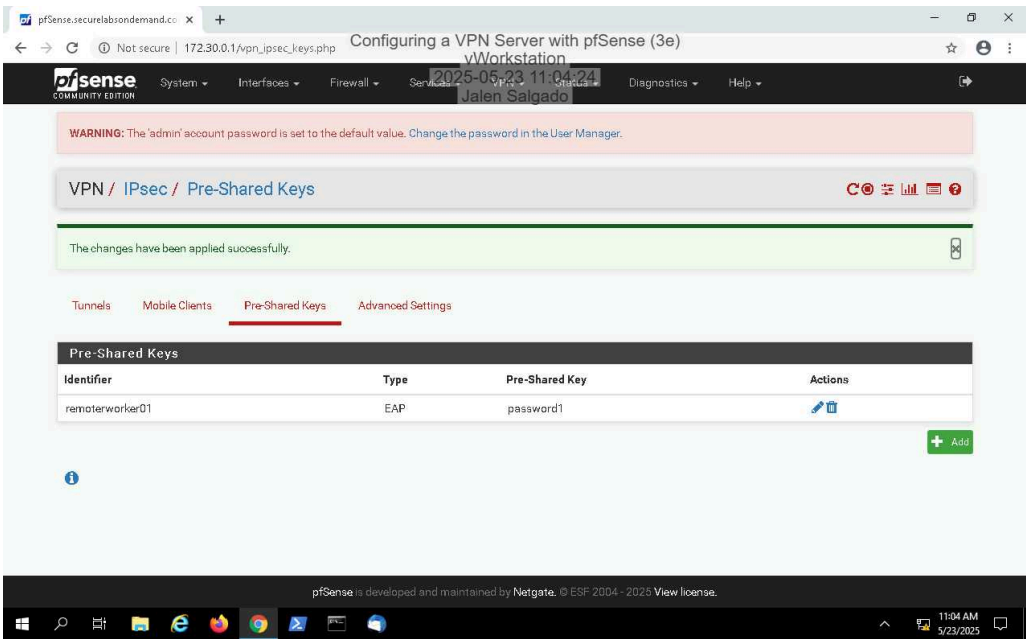 pfSense.securelabsondemand.co
Not secure | 172.30.0.1/vpn_ipsec_keys.php
Configuring a VPN Server with pfSense (3e)
vWorkstation
2025-05-23 11:04:24
Jalen Salgado
pfsense
COMMUNITY EDITION
System Interfaces Firewall Services VPN Status Diagnostics Help
WARNING: The 'admin' account password is set to the default value. Change the password in the User Manager.
VPN / IPsec / Pre-Shared Keys
The changes have been applied successfully.
Tunnels Mobile Clients Pre-Shared Keys Advanced Settings
Pre-Shared Keys
Identifier Type Pre-Shared Key Actions
remoterworker01 EAP password1
Add
pfSense is developed and maintained by Netgate. © ESF 2004 - 2025 View license.
11:04 AM
5/23/2025